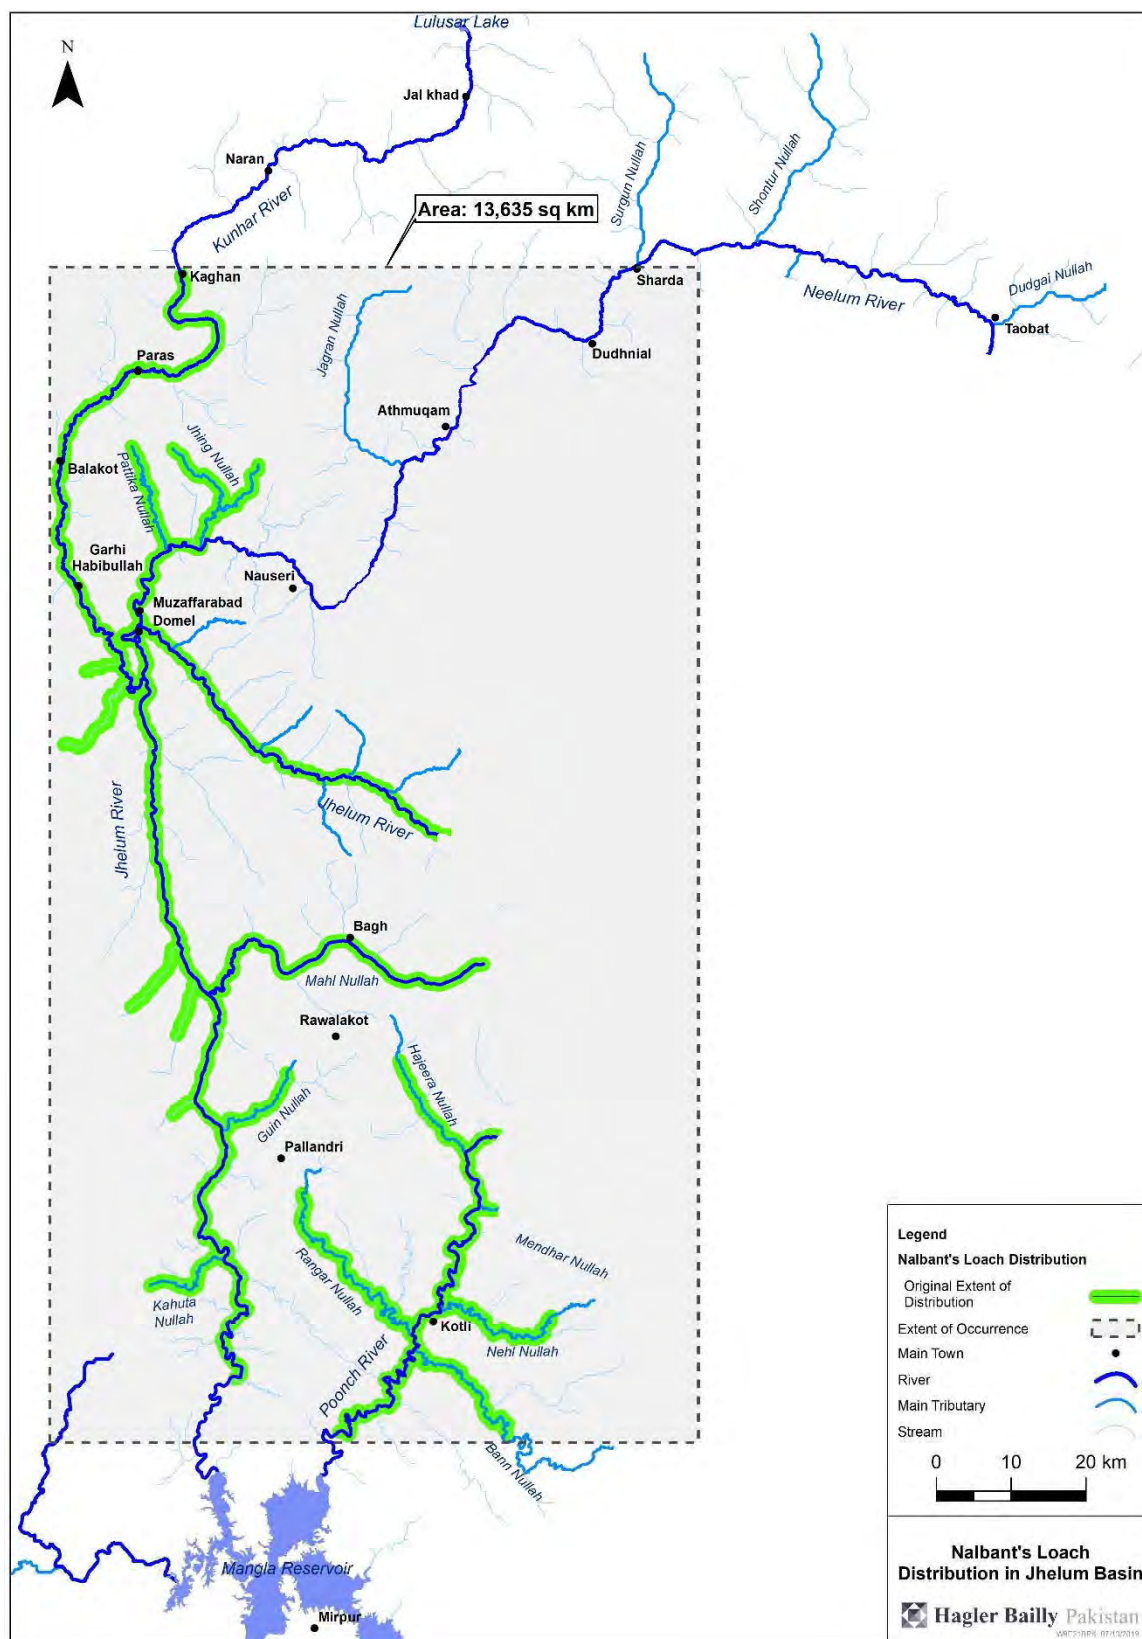 Lulusar Lake
N
Jal khad
Naran
Kunhar River
Area: 13,635 sq km
Surgun Nullah
Shontur Nullah
Kaghan
Sharda
Neelum River
Dudgai Nullah
Taobat
Jagran Nullah
Dudhnial
Paras
Athmuqam
Jhing Nullah
Pattika Nullah
Balakot
Garhi
Habibullah
Nauseri
Muzaffarabad
Domel
Jhelum River
Jhelum River
Bagh
Mahl Nullah
Rawalakot
Hajeera Nullah
Guin Nullah
Pallandri
Mendhar Nullah
Rangar Nullah
Kahuta
Nullah
Kotli
Nehl Nullah
Poonch River
Bann Nullah
Mangla Reservoir
Mirpur
Legend
Nalbant's Loach Distribution
Original Extent of
Distribution
Extent of Occurrence
Main Town
River
Main Tributary
Stream
0 10 20 km
Nalbant's Loach
Distribution in Jhelum Basin
Hagler Bailly Pakistan